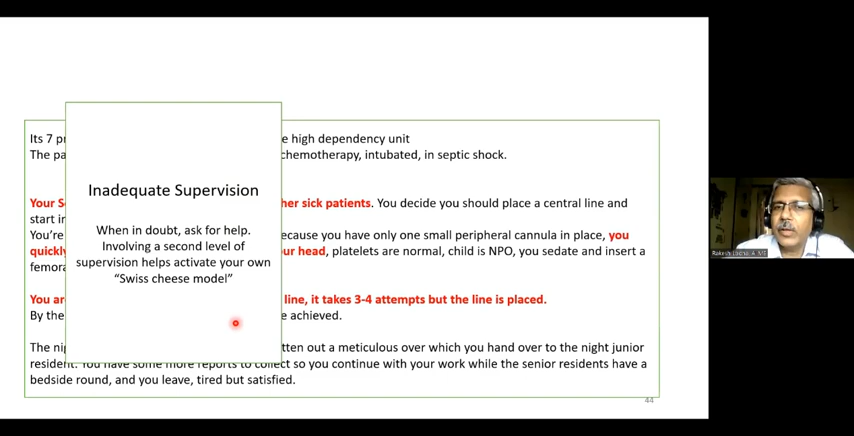 Its 7 p
e high dependency unit
The pa
chemotherapy, intubated, in septic shock.
Inadequate Supervision
Your S
her sick patients. You decide you should place a central line and
start i
When in doubt, ask for help.
You're
ecause you have only one small peripheral cannula in place, you
Involving a second level of
quickly
ur head, platelets are normal, child is NPO, you sedate and insert a
supervision helps activate your own
femora
"Swiss cheese model"
You ar
line, it takes 3-4 attempts but the line is placed.
By the
e achieved.
The ni
tten out a meticulous over which you hand over to the night junior
resident. You have some more reports to collect so you continue with your work while the senior residents have a
bedside round, and you leave, tired but satisfied.
44